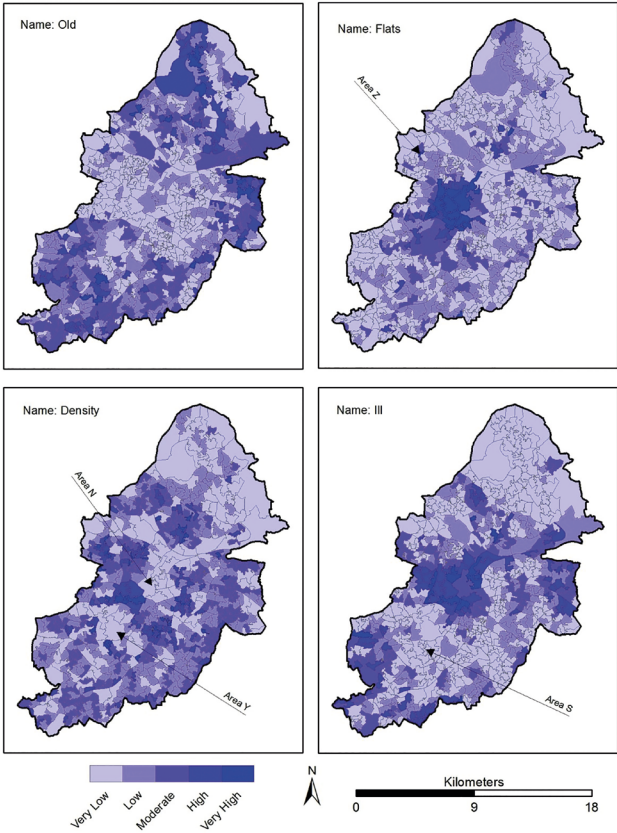 Name: Old
Name: Flats
Area Z
Name: Density
Name: Ill
Area N
Area Y
Area S
Very Low
Low
Moderate
High
Very High
N
Kilometers
0 9 18